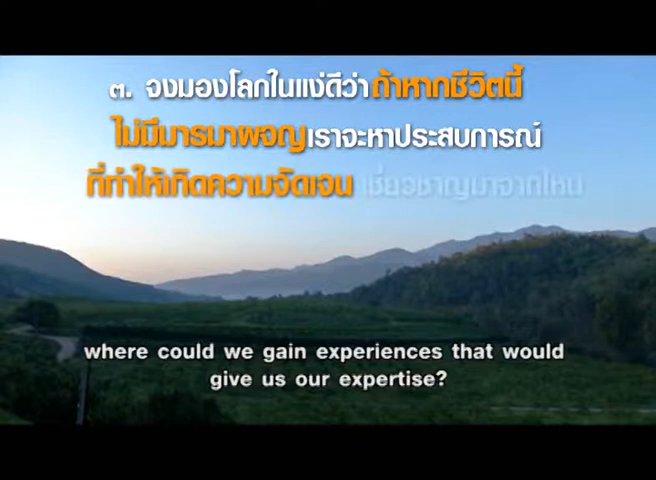 ๓. จงมองโลกในแง่ดีว่าถ้าหากชีวิตนี้
ไม่มีมารมาผจญเราจะหาประสบการณ์
ที่ทำให้เกิดความจัดเจนเชี่ยวชาญมาจากไหน
where could we gain experiences that would
give us our expertise?